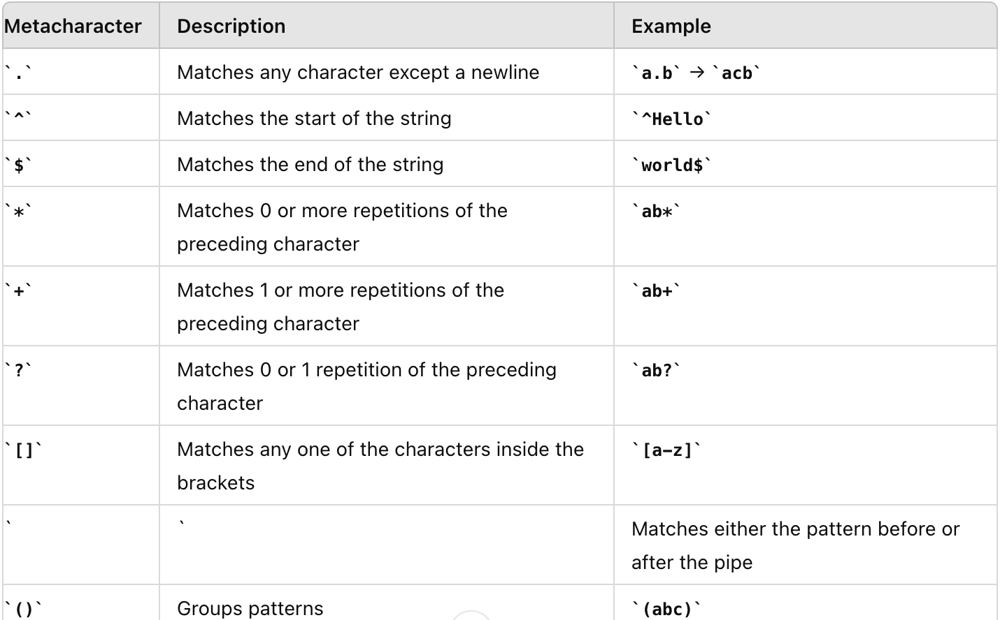 Metacharacter Description Example
`.` Matches any character except a newline `a.b` → `acb`
`^` Matches the start of the string `^Hello`
`$` Matches the end of the string `world$`
`*` Matches 0 or more repetitions of the `ab*`
preceding character
`+` Matches 1 or more repetitions of the `ab+`
preceding character
`?` Matches 0 or 1 repetition of the preceding `ab?`
character
`[]` Matches any one of the characters inside the `[a-z]`
brackets
` ` Matches either the pattern before or
after the pipe
`()` Groups patterns `(abc)`